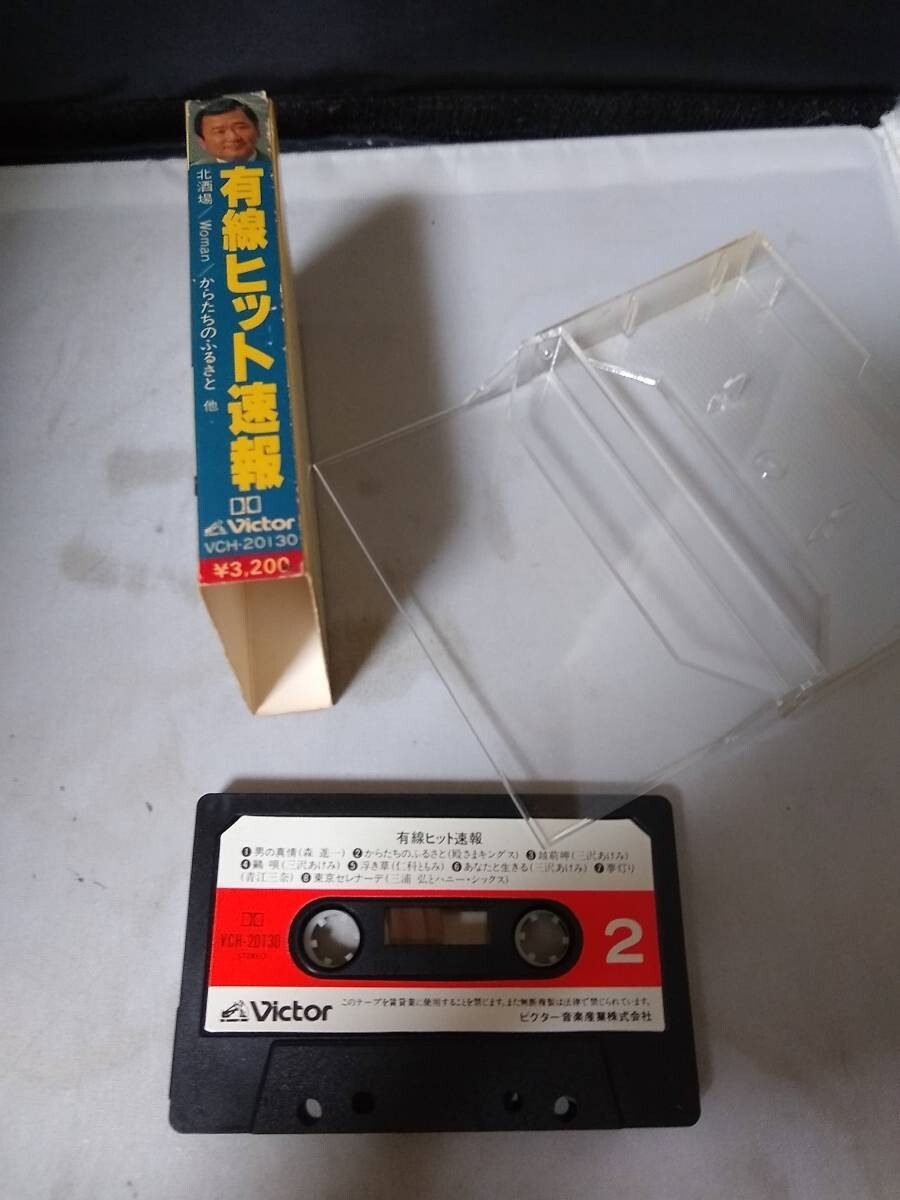 有線ヒット速報
北酒場/Woman/からたちのふるさと 他
Victor
VCH-20130
¥3,200
有線ヒット速報
❶男の真情(森 進一) ❷からたちのふるさと(殿さまキングス) ❸越前岬(三沢あけみ)
❹鷗 唄(三沢あけみ) ❺浮き草(仁科ともみ) ❻あなたと生きる(三沢あけみ) ❼夢灯り
(青江三奈) ❽東京セレナーデ(三浦 弘とハニー・シックス)
VCH-20130
STEREO
2
Victor
このテープを賃貸業に使用することを禁じます。また無断複製は法律で禁じられています。
ビクター音楽産業株式会社